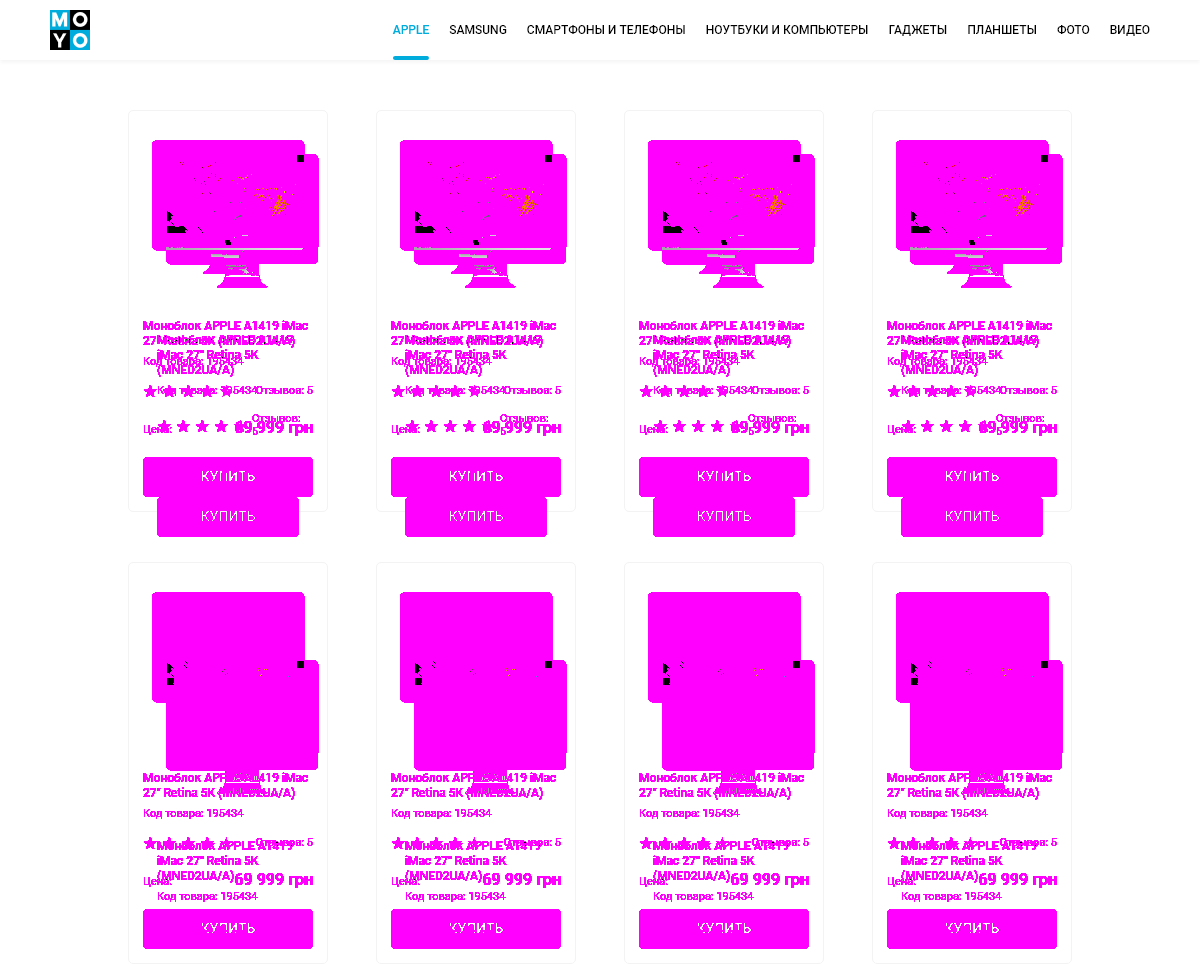 MOYO
APPLE SAMSUNG СМАРТФОНЫ И ТЕЛЕФОНЫ НОУТБУКИ И КОМПЬЮТЕРЫ ГАДЖЕТЫ ПЛАНШЕТЫ ФОТО ВИДЕО
Моноблок APPLE A1419 iMac Моноблок APPLE A1419 iMac Моноблок APPLE A1419 iMac Моноблок APPLE A1419 iMac
27" Retina 5K (MNED2UA/A) 27" Retina 5K (MNED2UA/A) 27" Retina 5K (MNED2UA/A) 27" Retina 5K (MNED2UA/A)
Моноблок APPLE A1419 Моноблок APPLE A1419 Моноблок APPLE A1419 Моноблок APPLE A1419
iMac 27" Retina 5K iMac 27" Retina 5K iMac 27" Retina 5K iMac 27" Retina 5K
Код товара: 195434 Код товара: 195434 Код товара: 195434 Код товара: 195434
(MNED2UA/A) (MNED2UA/A) (MNED2UA/A) (MNED2UA/A)
Код товара: 195434 Отзывов: 5 Код товара: 195434 Отзывов: 5 Код товара: 195434 Отзывов: 5 Код товара: 195434 Отзывов: 5
Отзывов: Отзывов: Отзывов: Отзывов:
Цена: 69 999 грн Цена: 69 999 грн Цена: 69 999 грн Цена: 69 999 грн
5 5 5 5
КУПИТЬ КУПИТЬ КУПИТЬ КУПИТЬ
КУПИТЬ КУПИТЬ КУПИТЬ КУПИТЬ
Моноблок APPLE A1419 iMac Моноблок APPLE A1419 iMac Моноблок APPLE A1419 iMac Моноблок APPLE A1419 iMac
27" Retina 5K (MNED2UA/A) 27" Retina 5K (MNED2UA/A) 27" Retina 5K (MNED2UA/A) 27" Retina 5K (MNED2UA/A)
Код товара: 195434 Код товара: 195434 Код товара: 195434 Код товара: 195434
Отзывов: 5 Отзывов: 5 Отзывов: 5 Отзывов: 5
Моноблок APPLE A1419 Моноблок APPLE A1419 Моноблок APPLE A1419 Моноблок APPLE A1419
iMac 27" Retina 5K iMac 27" Retina 5K iMac 27" Retina 5K iMac 27" Retina 5K
(MNED2UA/A) (MNED2UA/A) (MNED2UA/A) (MNED2UA/A)
Цена: 69 999 грн Цена: 69 999 грн Цена: 69 999 грн Цена: 69 999 грн
Код товара: 195434 Код товара: 195434 Код товара: 195434
КУПИТЬ КУПИТЬ КУПИТЬ КУПИТЬ